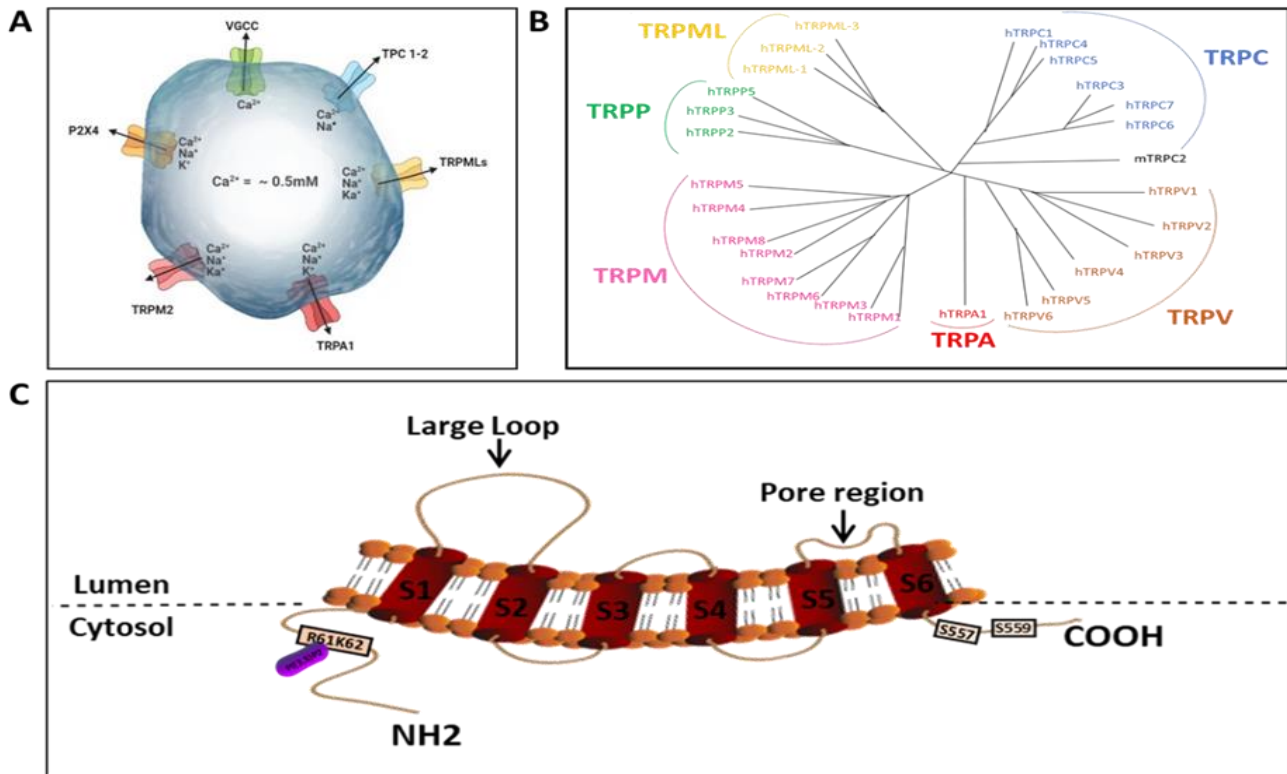 A
VGCC
Ca²⁺
TPC 1-2
Ca²⁺
Na⁺
P2X4
Ca²⁺
Na⁺
K⁺
Ca²⁺ = ~ 0.5mM
TRPMLs
Ca²⁺
Na⁺
Ka⁺
TRPM2
Ca²⁺
Na⁺
Ka⁺
TRPA1
Ca²⁺
Na⁺
K⁺
B
TRPML
hTRPML-3
hTRPML-2
hTRPML-1
TRPP
hTRPP5
hTRPP3
hTRPP2
TRPC
hTRPC1
hTRPC4
hTRPC5
hTRPC3
hTRPC7
hTRPC6
mTRPC2
TRPM
hTRPM5
hTRPM4
hTRPM8
hTRPM2
hTRPM7
hTRPM6
hTRPM3
hTRPM1
hTRPA1
TRPA
hTRPV1
hTRPV2
hTRPV3
hTRPV4
hTRPV5
hTRPV6
TRPV
C
Large Loop
Pore region
Lumen
Cytosol
S1
S2
S3
S4
S5
S6
R61K62
S557
S559
COOH
NH2